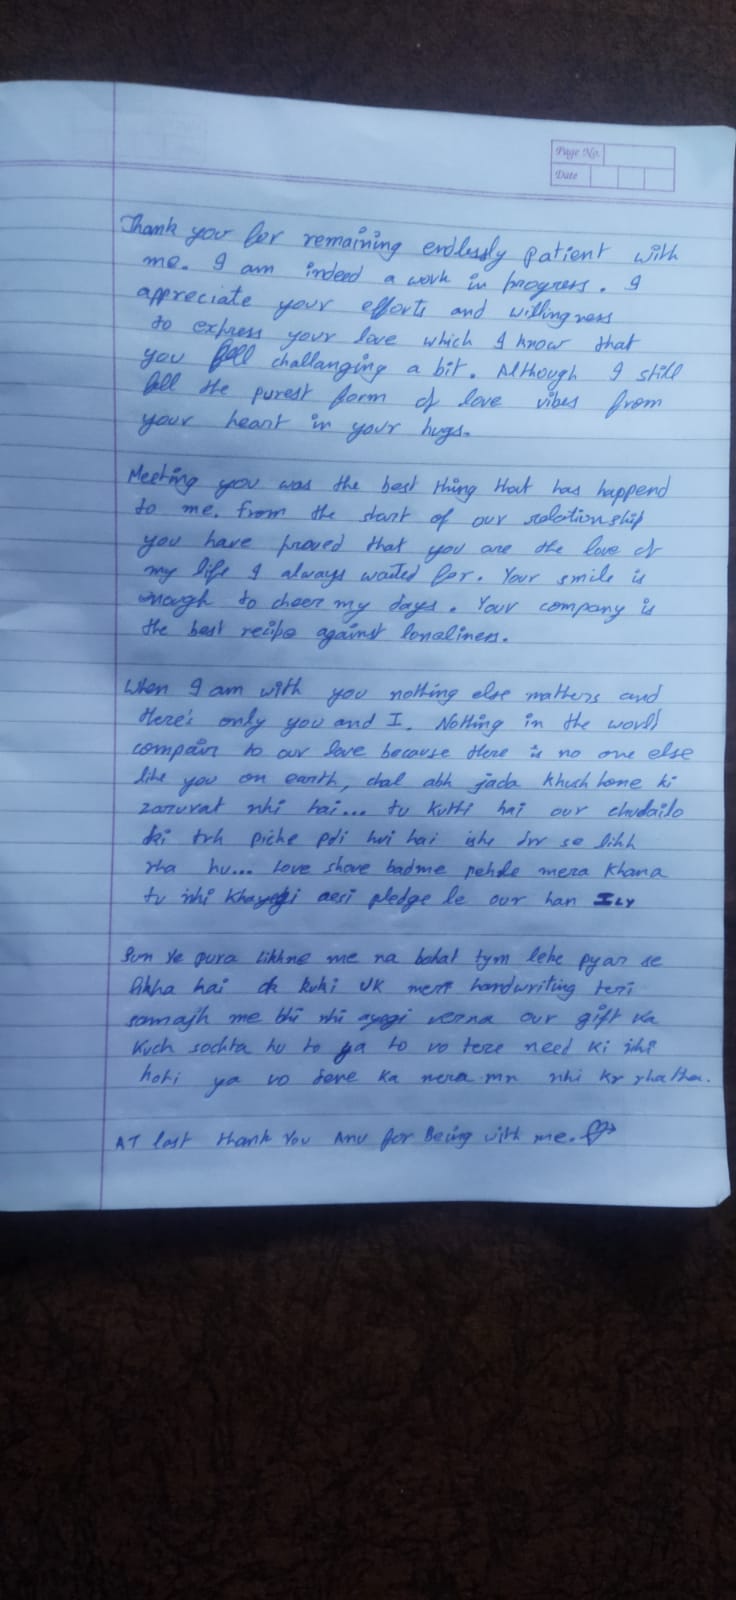 Page No.
Date
Thank you for remaining endlessly patient with
me. I am indeed a work in progress. I
appreciate your efforts and willingness
to express your love which I know that
you feel challanging a bit. Although I still
fell the purest form of love vibes from
your heart in your hugs.
Meeting you was the best thing that has happend
to me. From the start of our relationship
you have proved that you are the love of
my life I always waited for. Your smile is
enough to cheer my days. Your company is
the best recipe against lonaliness.
When I am with you nothing else matters and
there's only you and I. Nothing in the world
compair to our love because there is no one else
like you on earth, chal abh jada khush hone ki
zaruvat nhi hai... tu kutti hai our chudailo
ki trh piche pdi hui hai ishe drr se likh
rha hu... Love shove badme pehle mera khana
tu nhi khayegi aesi pledge le our han ILY
Sun ye pura likhne me na bohat tym lehe pyar se
likha hai kuki UK meri handwriting teri
samajh me bhi nhi ayegi verna our gift ka
kuch sochta hu to ya to vo tere need ki nhi
hoti ya vo dene ka mera mn nhi kr rha tha.
AT last thank You Anu for Being with me.